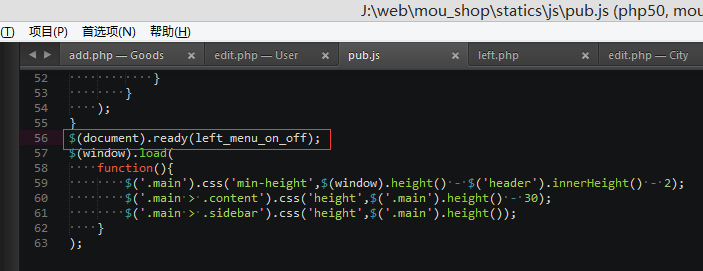 J:\web\mou_shop\statics\js\pub.js (php50, mou
(T) 项目(P) 首选项(N) 帮助(H)
add.php — Goods × edit.php — User × pub.js × left.php × edit.php — City
52 }
53 }
54 );
55 }
56 $(document).ready(left_menu_on_off);
57 $(window).load(
58 function(){
59 $('.main').css('min-height',$(window).height() - $('header').innerHeight() - 2);
60 $('.main > .content').css('height',$('.main').height() - 30);
61 $('.main > .sidebar').css('height',$('.main').height());
62 }
63 );